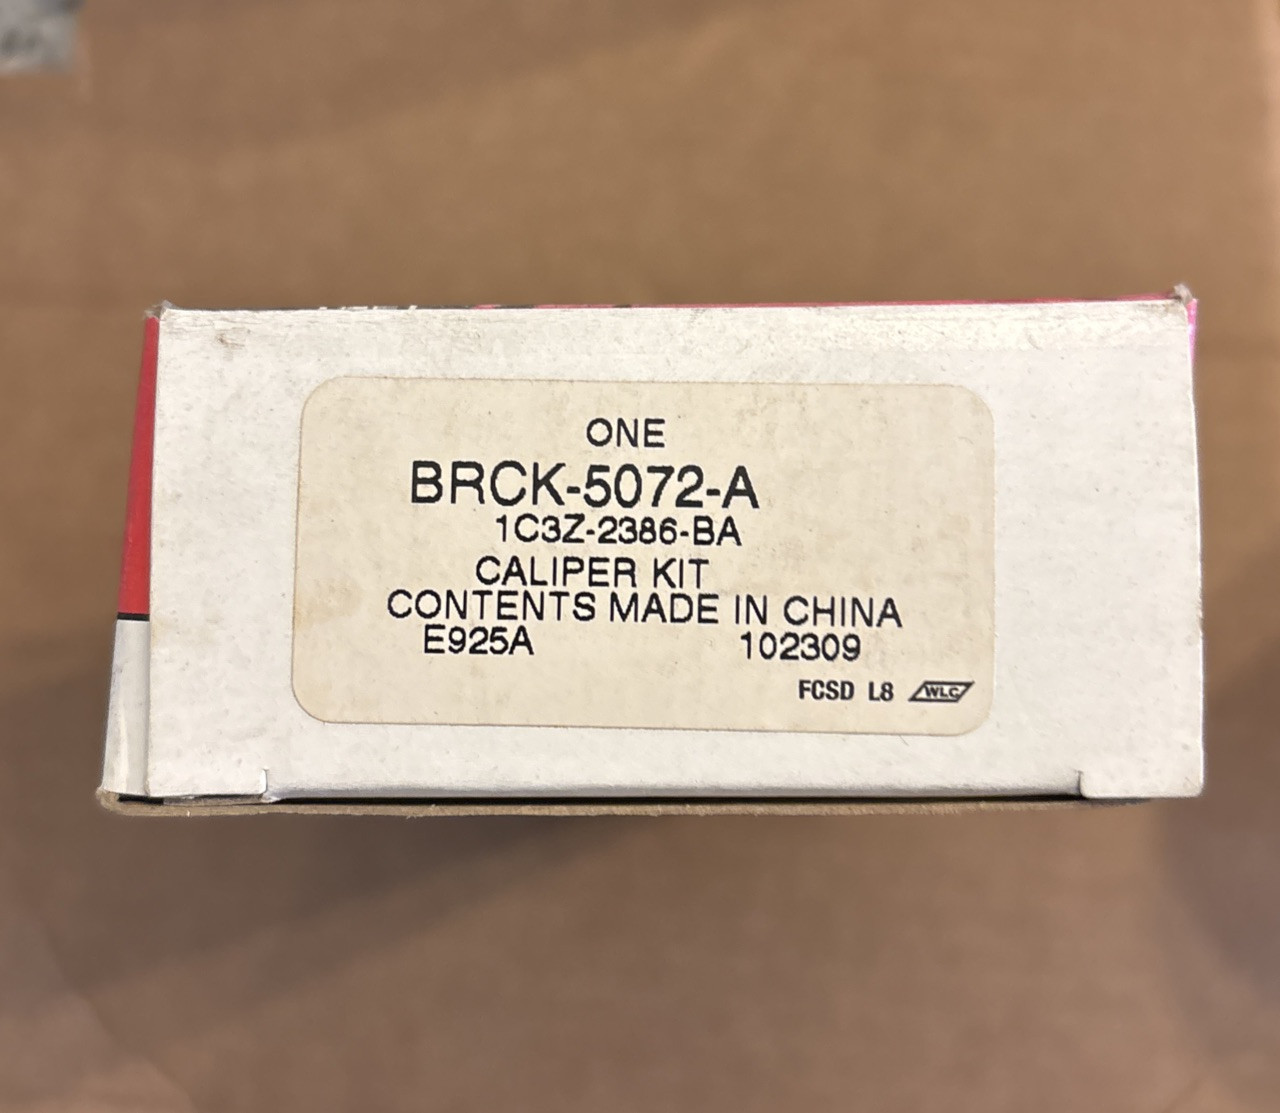 ONE
BRCK-5072-A
1C3Z-2386-BA
CALIPER KIT
CONTENTS MADE IN CHINA
E925A 102309
FCSD L8 WLC